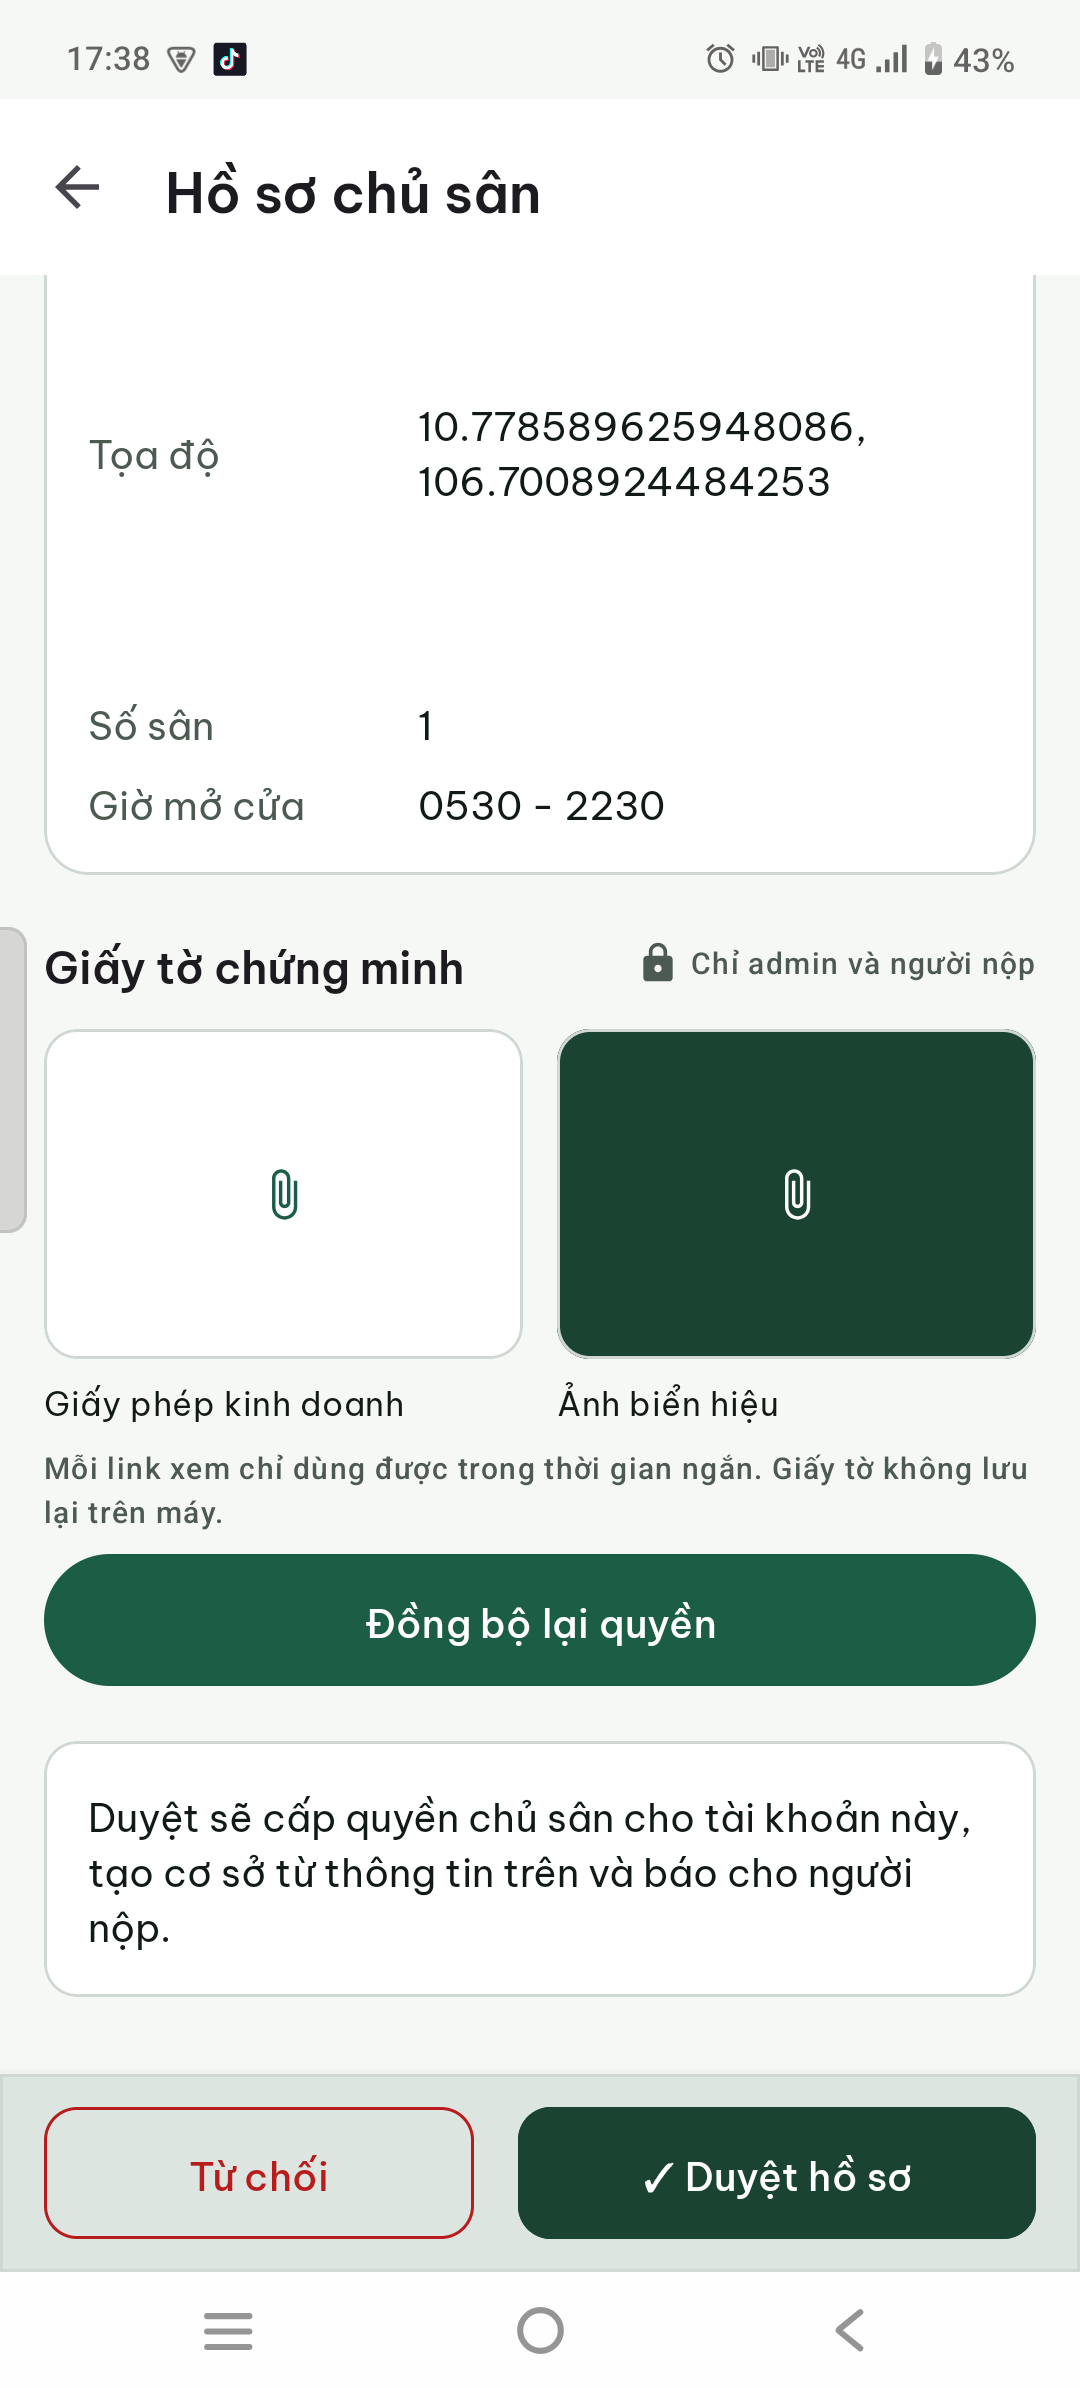 17:38
VoLTE 4G 43%
Hồ sơ chủ sân
Tọa độ
10.778589625948086,
106.7008924484253
Số sân 1
Giờ mở cửa 0530 - 2230
Giấy tờ chứng minh
Chỉ admin và người nộp
Giấy phép kinh doanh
Ảnh biển hiệu
Mỗi link xem chỉ dùng được trong thời gian ngắn. Giấy tờ không lưu
lại trên máy.
Đồng bộ lại quyền
Duyệt sẽ cấp quyền chủ sân cho tài khoản này,
tạo cơ sở từ thông tin trên và báo cho người
nộp.
Từ chối
✓ Duyệt hồ sơ